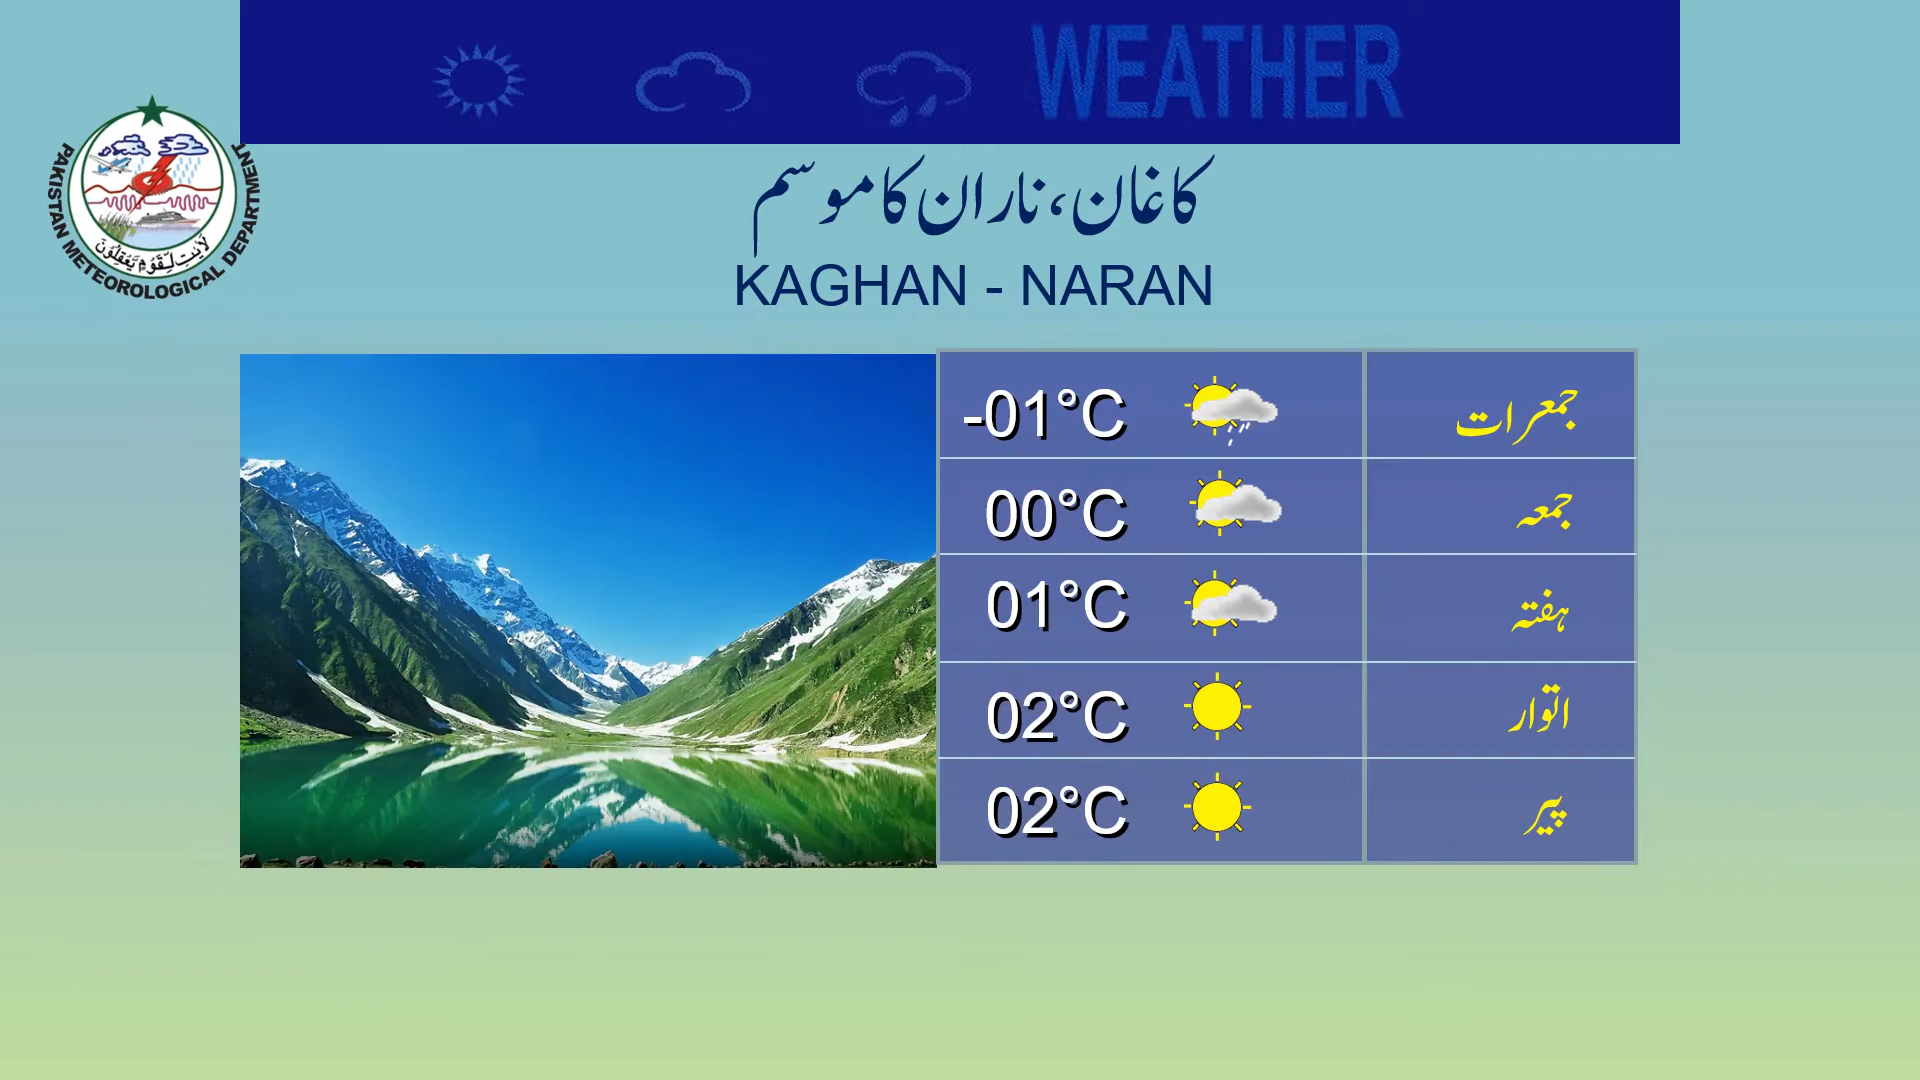 WEATHER
PAKISTAN METEOROLOGICAL DEPARTMENT
لَاٰيٰتٍ لِّقَوْمٍ يَّعْقِلُوْنَ
کاغان، ناران کا موسم
KAGHAN - NARAN
-01°C جمعرات
00°C جمعہ
01°C ہفتہ
02°C اتوار
02°C پیر